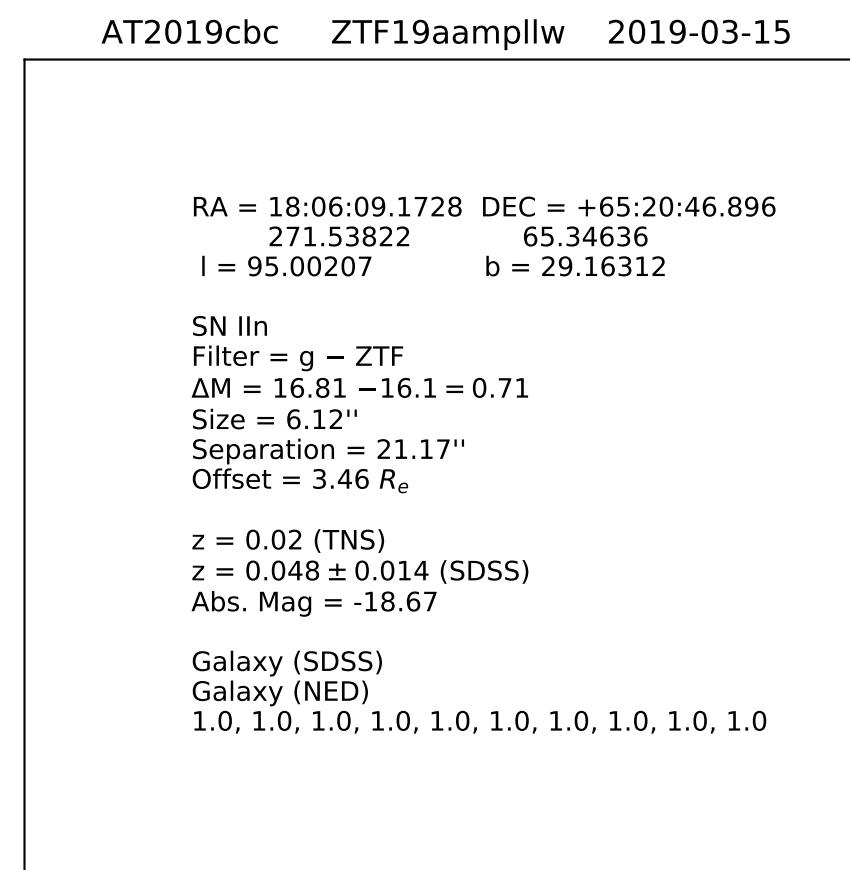 AT2019cbc ZTF19aampllw 2019-03-15
RA = 18:06:09.1728 DEC = +65:20:46.896
271.53822 65.34636
l = 95.00207 b = 29.16312
SN IIn
Filter = g − ZTF
ΔM = 16.81 −16.1 = 0.71
Size = 6.12''
Separation = 21.17''
Offset = 3.46 Rₑ
z = 0.02 (TNS)
z = 0.048 ± 0.014 (SDSS)
Abs. Mag = -18.67
Galaxy (SDSS)
Galaxy (NED)
1.0, 1.0, 1.0, 1.0, 1.0, 1.0, 1.0, 1.0, 1.0, 1.0